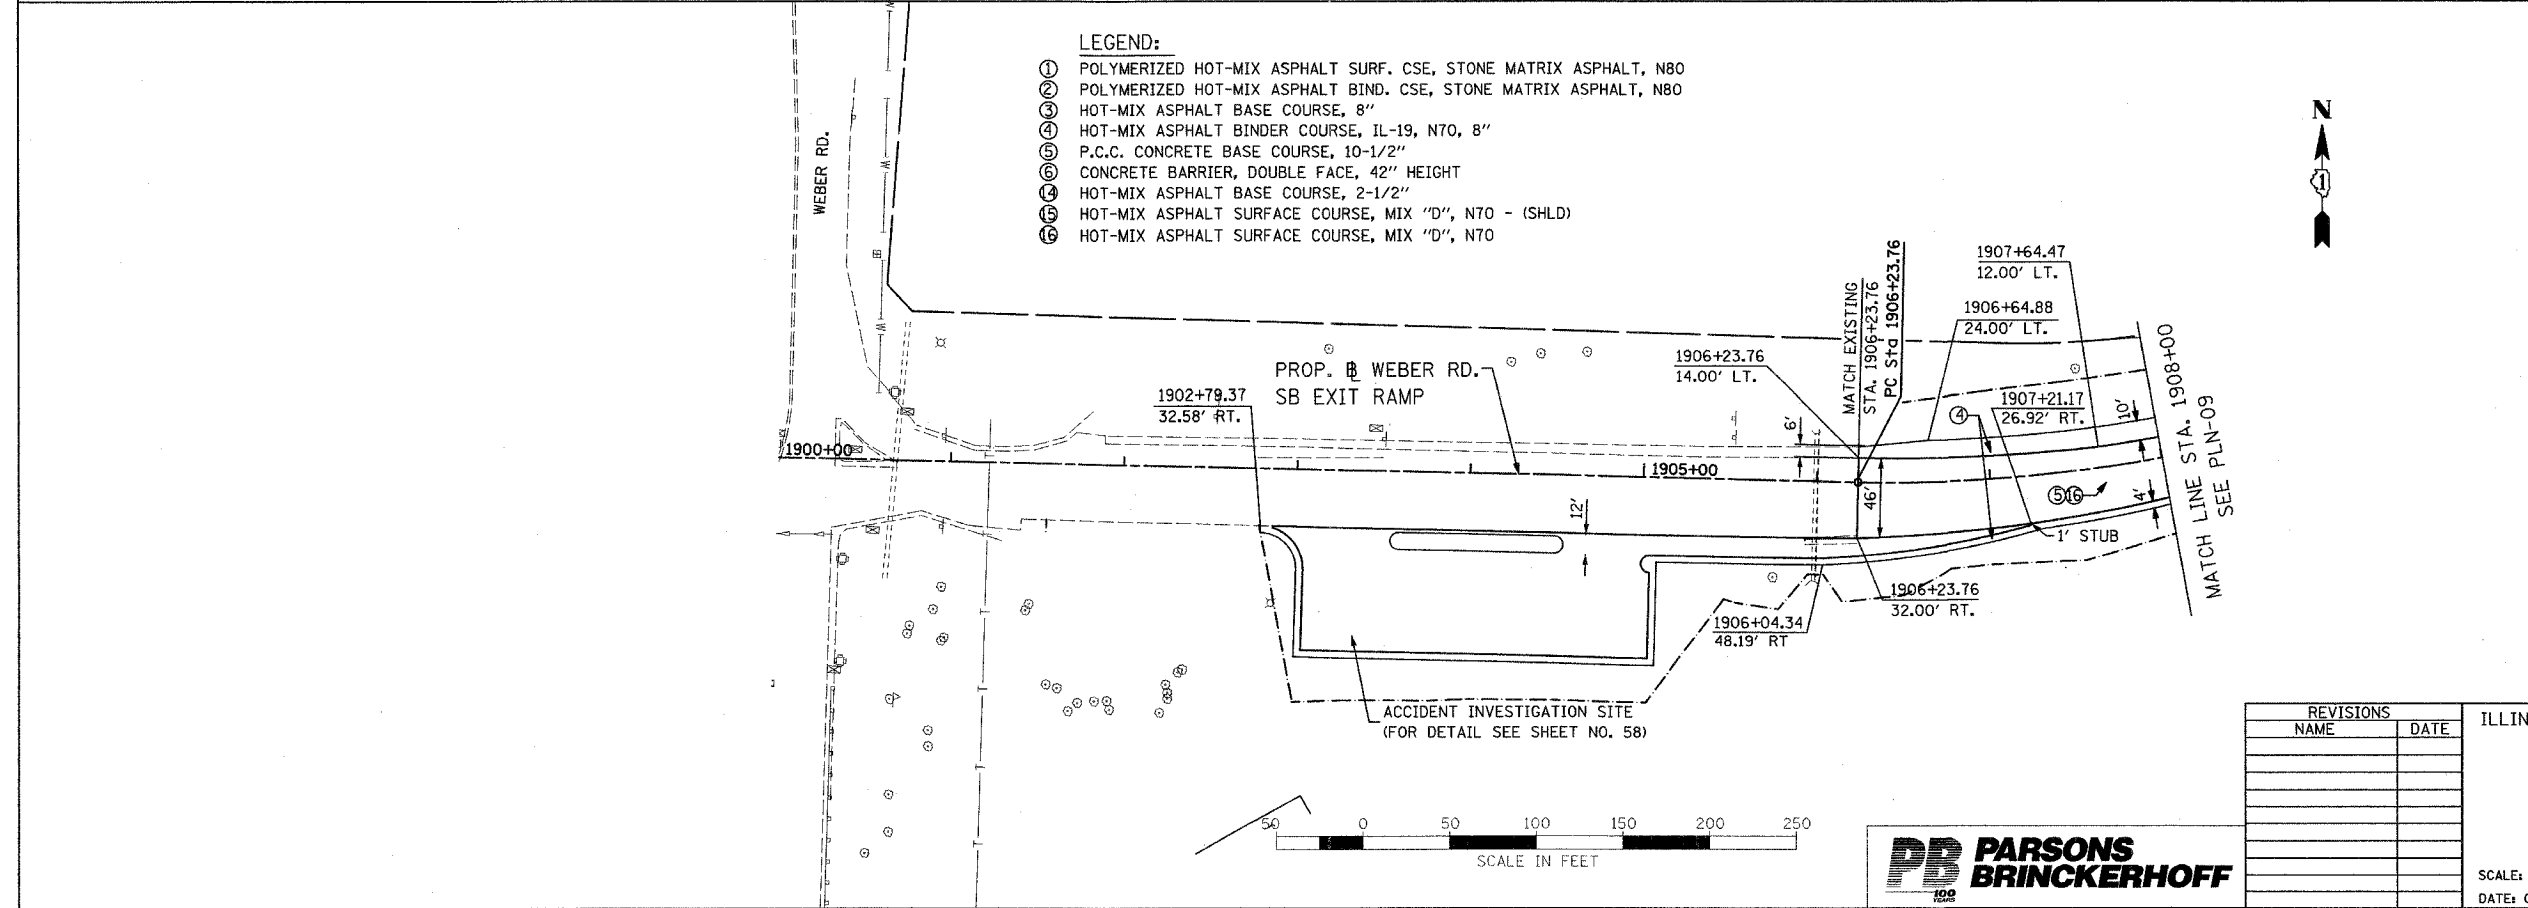 LEGEND:
① POLYMERIZED HOT-MIX ASPHALT SURF. CSE, STONE MATRIX ASPHALT, N80
② POLYMERIZED HOT-MIX ASPHALT BIND. CSE, STONE MATRIX ASPHALT, N80
③ HOT-MIX ASPHALT BASE COURSE, 8"
④ HOT-MIX ASPHALT BINDER COURSE, IL-19, N70, 8"
⑤ P.C.C. CONCRETE BASE COURSE, 10-1/2"
⑥ CONCRETE BARRIER, DOUBLE FACE, 42" HEIGHT
⑭ HOT-MIX ASPHALT BASE COURSE, 2-1/2"
⑮ HOT-MIX ASPHALT SURFACE COURSE, MIX "D", N70 - (SHLD)
⑯ HOT-MIX ASPHALT SURFACE COURSE, MIX "D", N70
WEBER RD.
N
1
W
W
W
W
1907+64.47
12.00' LT.
1906+64.88
24.00' LT.
MATCH EXISTING
STA. 1906+23.76
PC Sta 1906+23.76
1906+23.76
14.00' LT.
PROP. ℄ WEBER RD.
SB EXIT RAMP
1902+79.37
32.58' RT.
1907+21.17
26.92' RT.
④
10'
6'
1900+00
1905+00
46'
⑤⑯
4'
12'
1' STUB
MATCH LINE STA. 1908+00
SEE PLN-09
1906+23.76
32.00' RT.
1906+04.34
48.19' RT
T
T
T
T
T
ACCIDENT INVESTIGATION SITE
(FOR DETAIL SEE SHEET NO. 58)
50 0 50 100 150 200 250
SCALE IN FEET
PB PARSONS
BRINCKERHOFF
100
YEARS
REVISIONS
NAME DATE
ILLIN
SCALE:
DATE: